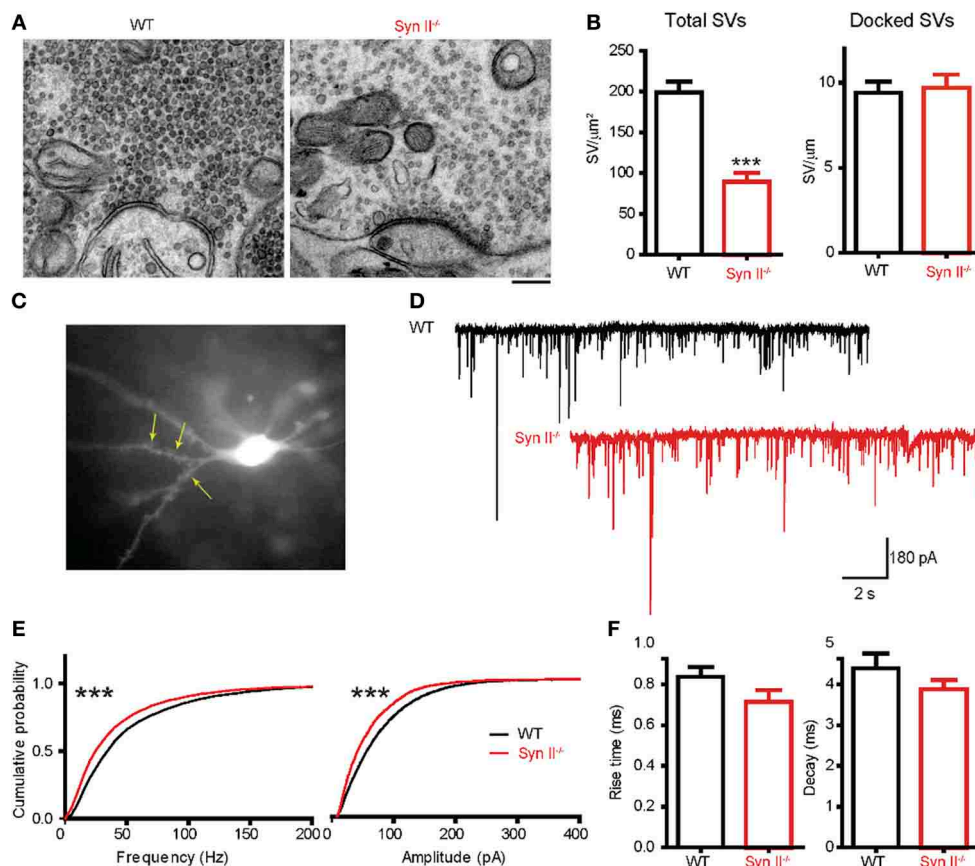 A
WT
Syn II-/-
B
Total SVs
Docked SVs
SV/μm²
250
200
150
100
50
0
WT
Syn II-/-
***
SV/μm
10
5
0
WT
Syn II-/-
C
D
WT
Syn II-/-
180 pA
2 s
E
Cumulative probability
1.0
0.5
0.0
***
0
50
100
150
200
Frequency (Hz)
***
WT
Syn II-/-
0
100
200
300
400
Amplitude (pA)
F
Rise time (ms)
1.0
0.8
0.6
0.4
0.2
0.0
WT
Syn II-/-
Decay (ms)
5
4
3
2
1
0
WT
Syn II-/-